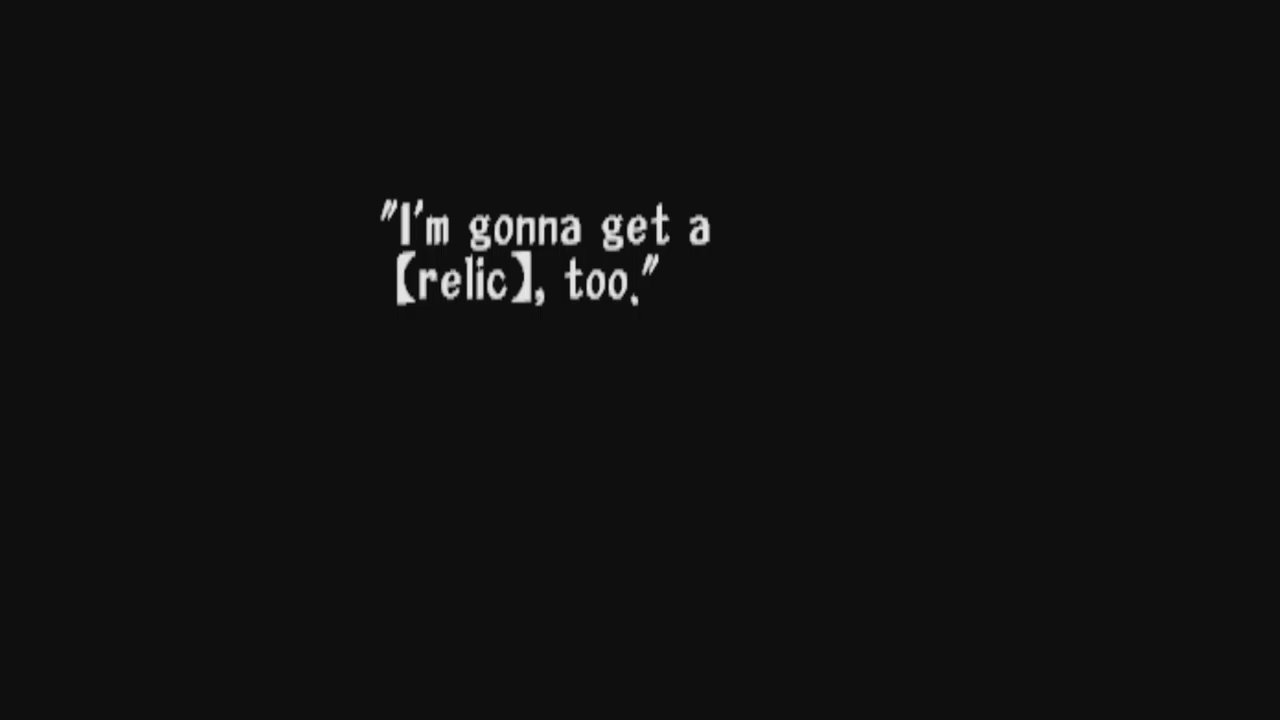 "I'm gonna get a
【relic】, too."